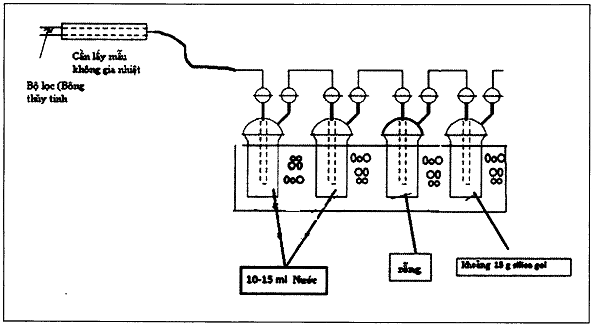 Cần lấy mẫu
không gia nhiệt
Bộ lọc (Bông
thủy tinh
10-15 ml Nước
rỗng
khoảng 15 g silica gel